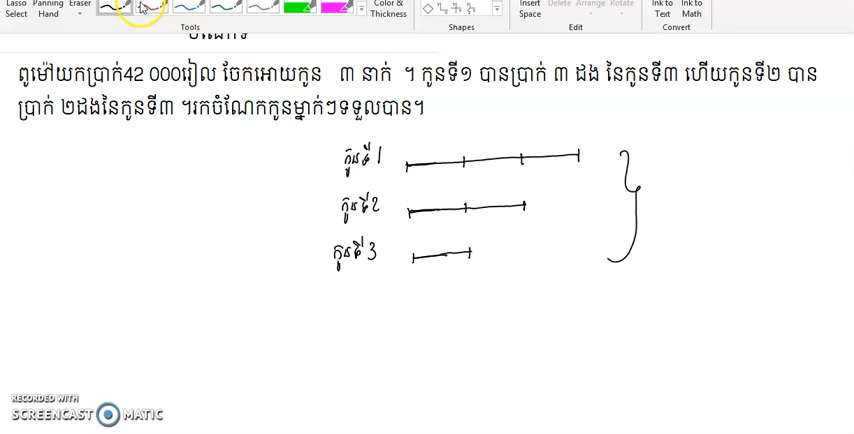 Lasso Select
Panning Hand
Eraser
Color & Thickness
Insert Space
Delete
Arrange
Rotate
Ink to Text
Ink to Math
Tools
Shapes
Edit
Convert
ពូម៉ៅយកប្រាក់42 000រៀល ចែកអោយកូន ៣ នាក់ ។ កូនទី១ បានប្រាក់ ៣ ដង នៃកូនទី៣ ហើយកូនទី២ បាន
ប្រាក់ ២ដងនៃកូនទី៣ ។រកចំណែកកូនម្នាក់ៗទទួលបាន។
កូនទី 1
កូនទី 2
កូនទី 3
RECORDED WITH
SCREENCAST MATIC